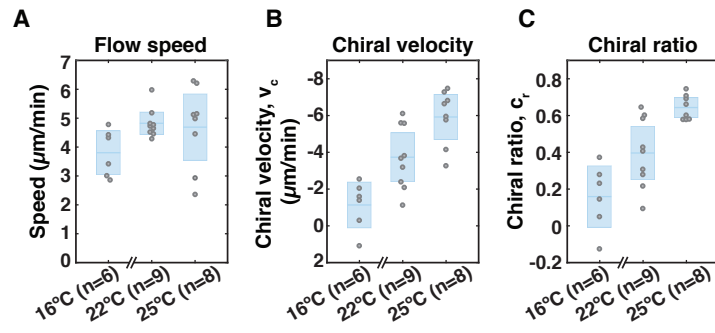 A
Flow speed
Speed (µm/min)
7
6
5
4
3
2
1
0
16°C (n=6)
22°C (n=9)
25°C (n=8)
B
Chiral velocity
Chiral velocity, vc
(µm/min)
-8
-6
-4
-2
0
2
16°C (n=6)
22°C (n=9)
25°C (n=8)
C
Chiral ratio
Chiral ratio, cr
0.8
0.6
0.4
0.2
0
-0.2
16°C (n=6)
22°C (n=9)
25°C (n=8)